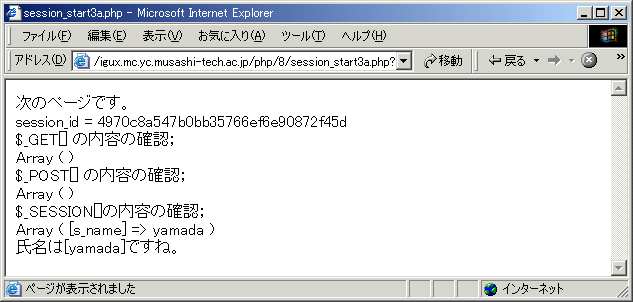 session_start3a.php - Microsoft Internet Explorer
ファイル(F) 編集(E) 表示(V) お気に入り(A) ツール(T) ヘルプ(H)
アドレス(D) /igux.mc.yc.musashi-tech.ac.jp/php/8/session_start3a.php? 移動 戻る »
次のページです。
session_id = 4970c8a547b0bb35766ef6e90872f45d
$_GET[] の内容の確認;
Array ( )
$_POST[] の内容の確認;
Array ( )
$_SESSION[]の内容の確認;
Array ( [s_name] => yamada )
氏名は[yamada]ですね。
ページが表示されました インターネット